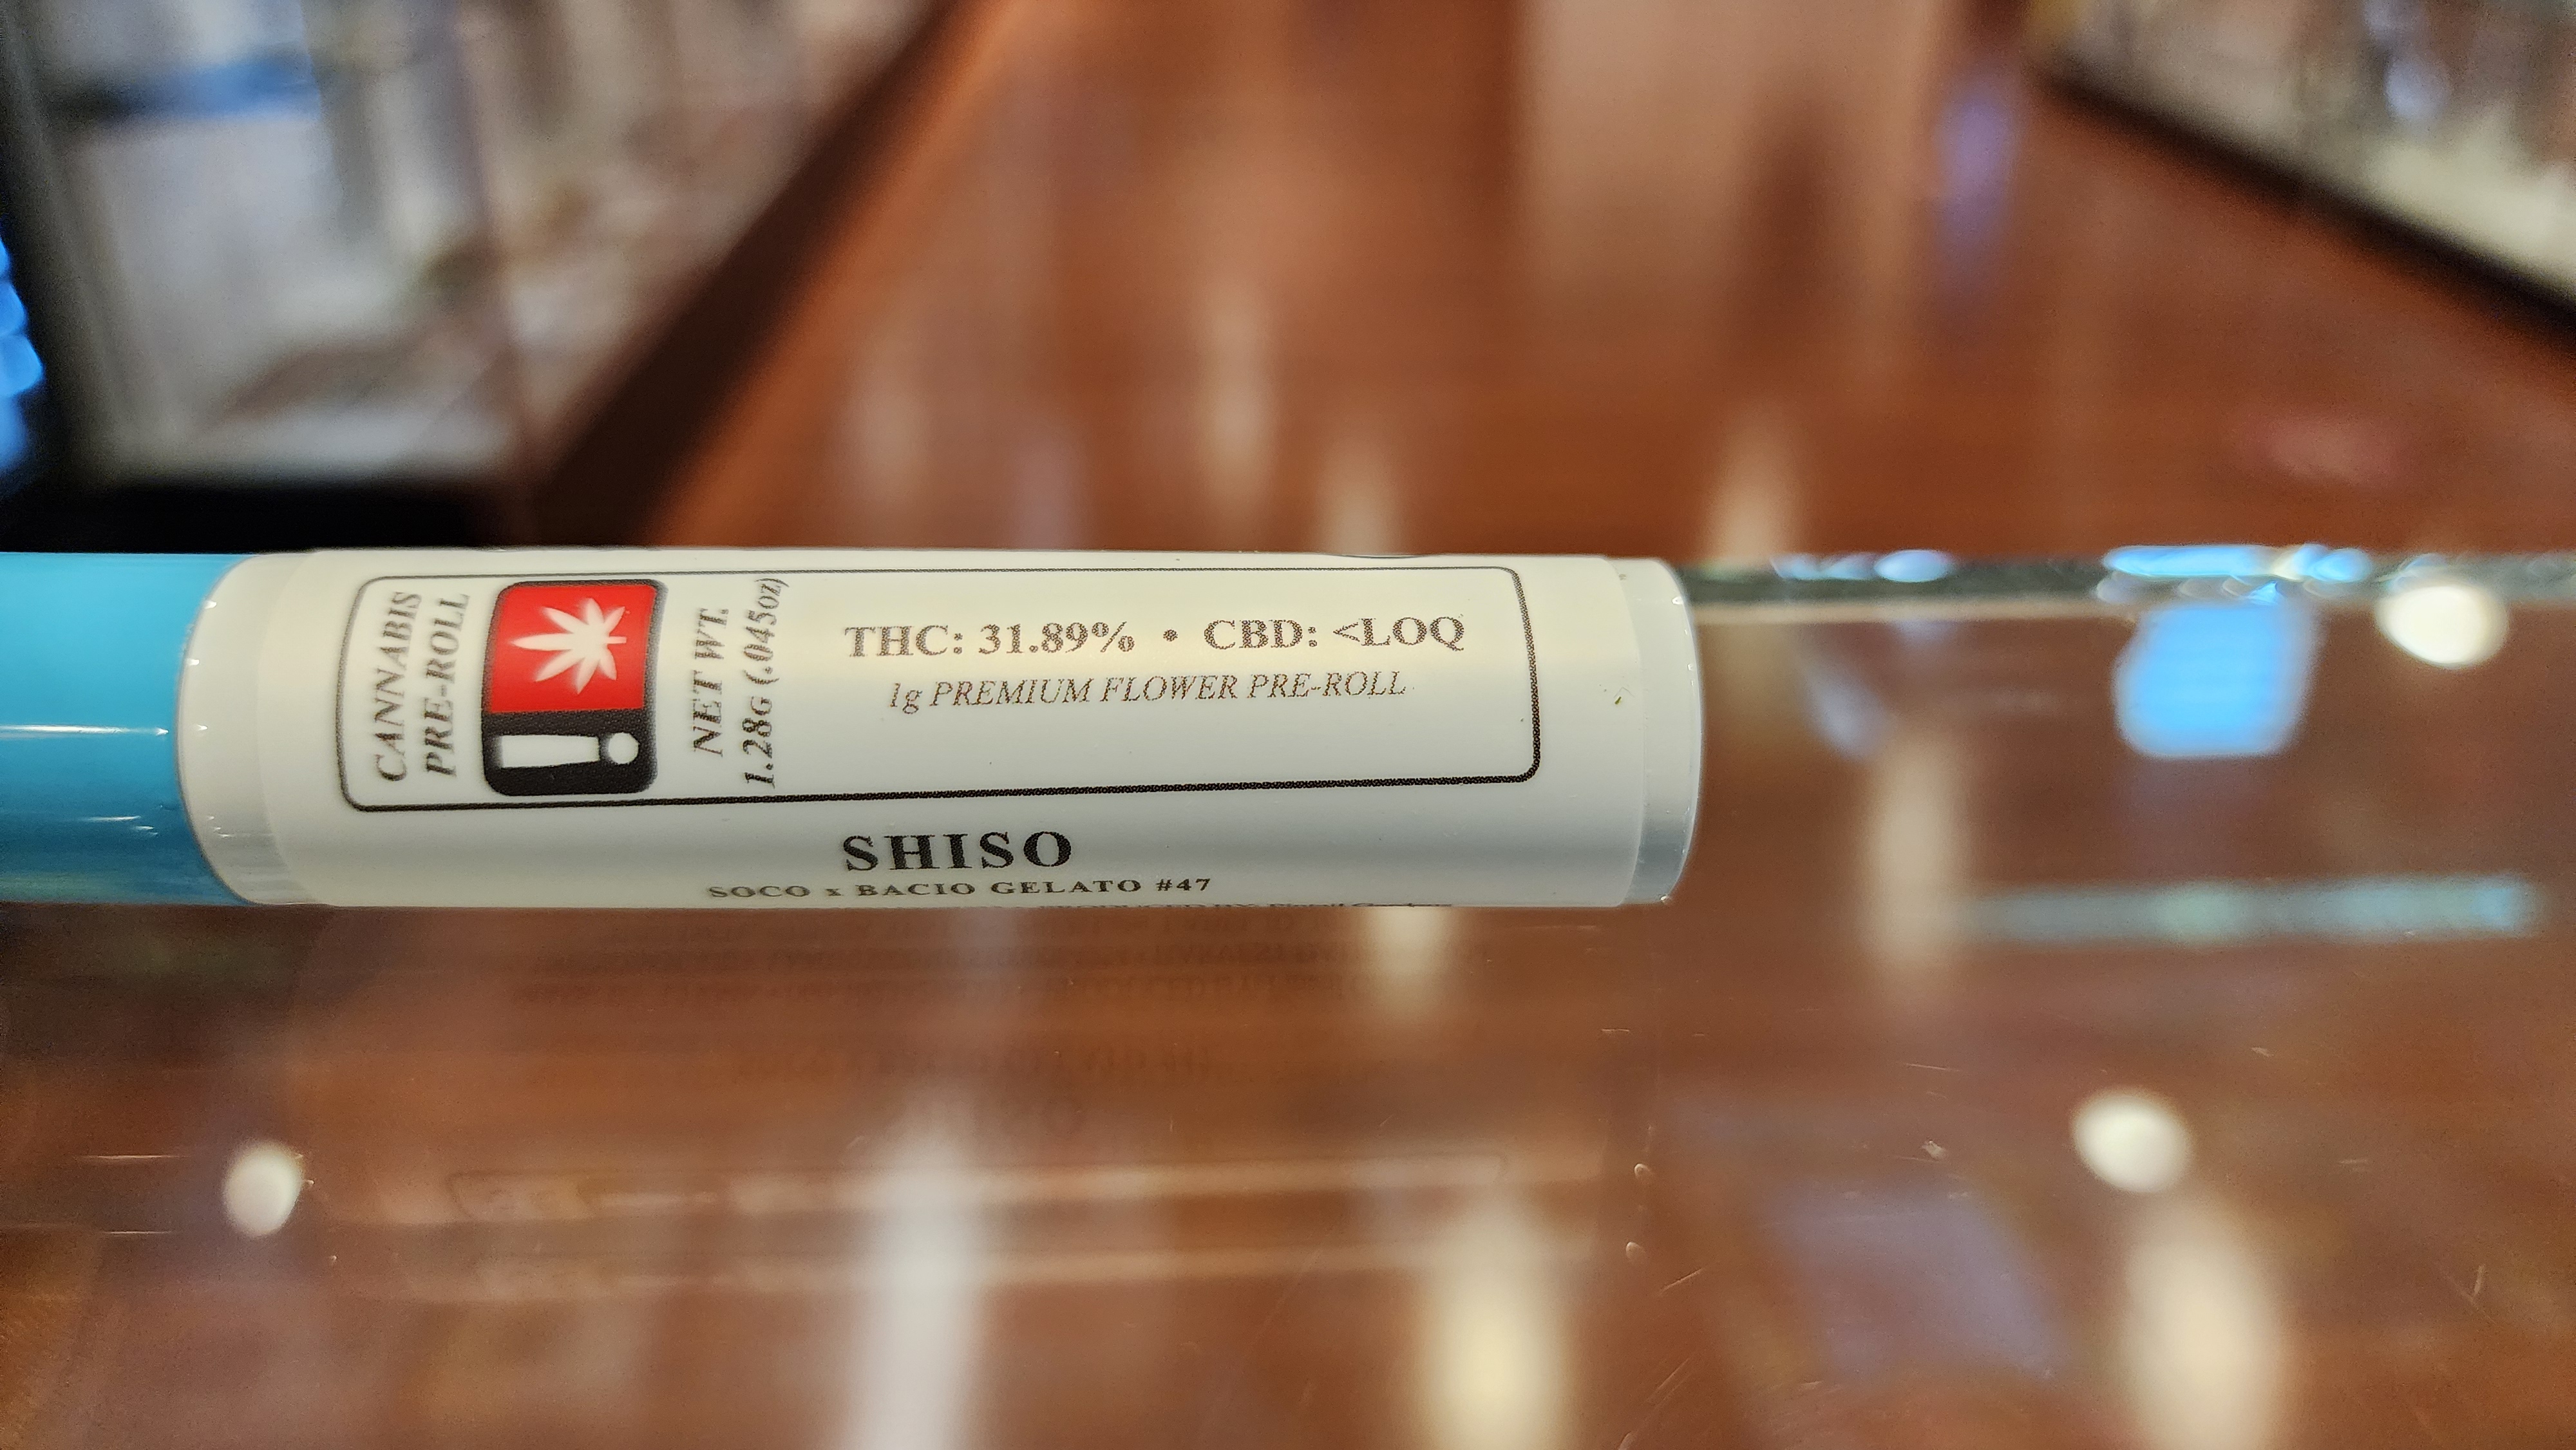 CANNABIS
PRE-ROLL
NET WT.
1.28G (.045oz)
THC: 31.89% • CBD: <LOQ
1g PREMIUM FLOWER PRE-ROLL
SHISO
SOCO x BACIO GELATO #47